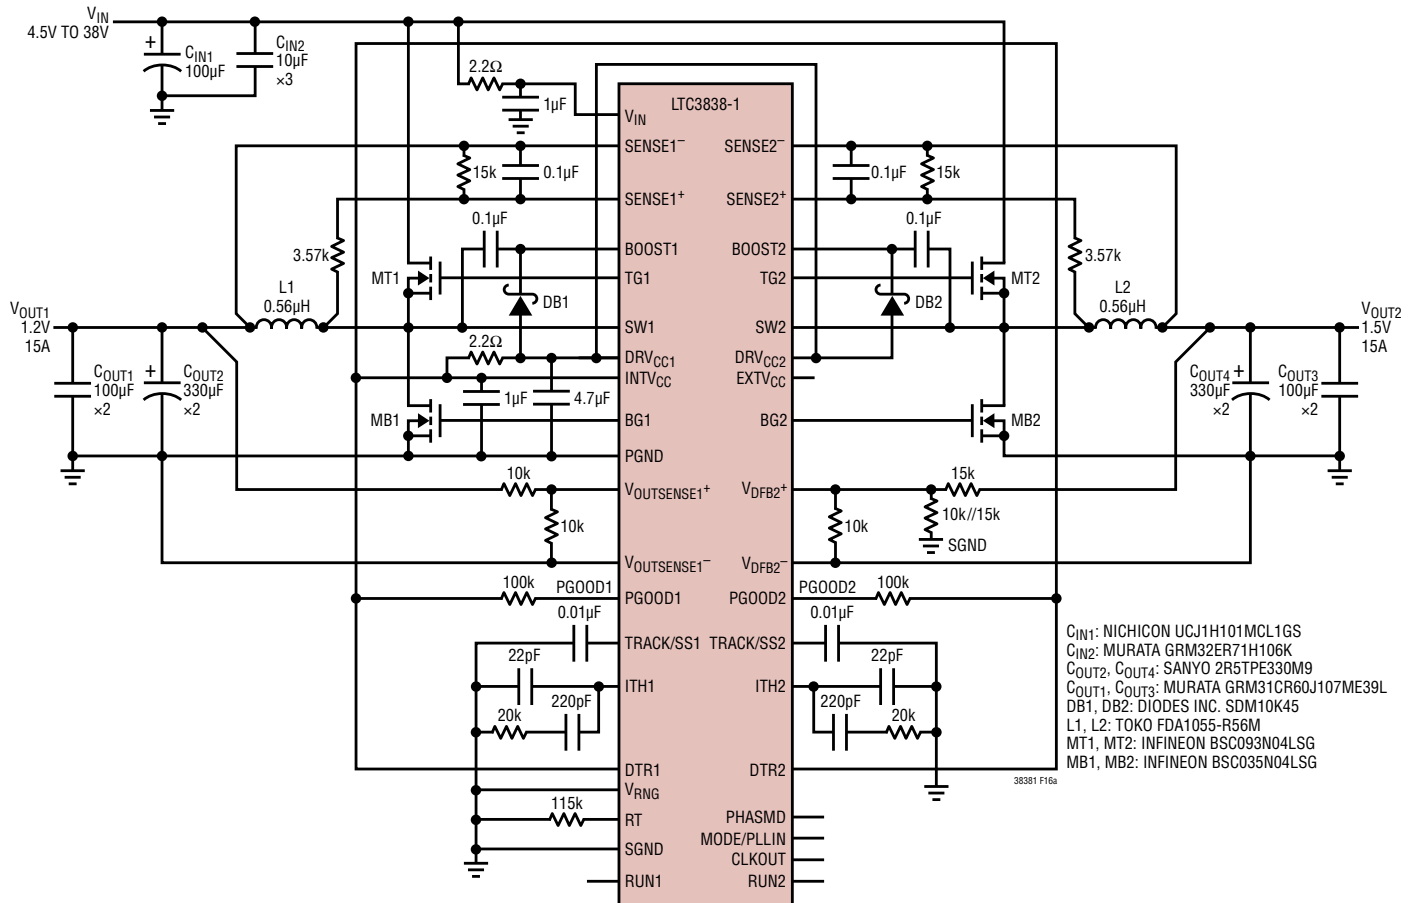 VIN
4.5V TO 38V
CIN1
100µF
CIN2
10µF
×3
2.2Ω
1µF
LTC3838-1
VIN
SENSE1–
SENSE2–
15k
0.1µF
0.1µF
15k
SENSE1+
SENSE2+
0.1µF
0.1µF
3.57k
BOOST1
BOOST2
3.57k
MT1
TG1
TG2
MT2
L1
0.56µH
DB1
DB2
L2
0.56µH
VOUT1
1.2V
15A
SW1
SW2
VOUT2
1.5V
15A
2.2Ω
DRVCC1
DRVCC2
INTVCC
EXTVCC
COUT1
100µF
×2
COUT2
330µF
×2
1µF
4.7µF
COUT4
330µF
×2
COUT3
100µF
×2
MB1
BG1
BG2
MB2
PGND
10k
VOUTSENSE1+
VDFB2+
15k
10k
10k
10k//15k
SGND
VOUTSENSE1–
VDFB2–
100k
PGOOD1
PGOOD1
PGOOD2
PGOOD2
100k
0.01µF
0.01µF
TRACK/SS1
TRACK/SS2
22pF
22pF
ITH1
ITH2
220pF
220pF
20k
20k
DTR1
DTR2
VRNG
115k
RT
PHASMD
MODE/PLLIN
SGND
CLKOUT
RUN1
RUN2
CIN1: NICHICON UCJ1H101MCL1GS
CIN2: MURATA GRM32ER71H106K
COUT2, COUT4: SANYO 2R5TPE330M9
COUT1, COUT3: MURATA GRM31CR60J107ME39L
DB1, DB2: DIODES INC. SDM10K45
L1, L2: TOKO FDA1055-R56M
MT1, MT2: INFINEON BSC093N04LSG
MB1, MB2: INFINEON BSC035N04LSG
38381 F16a